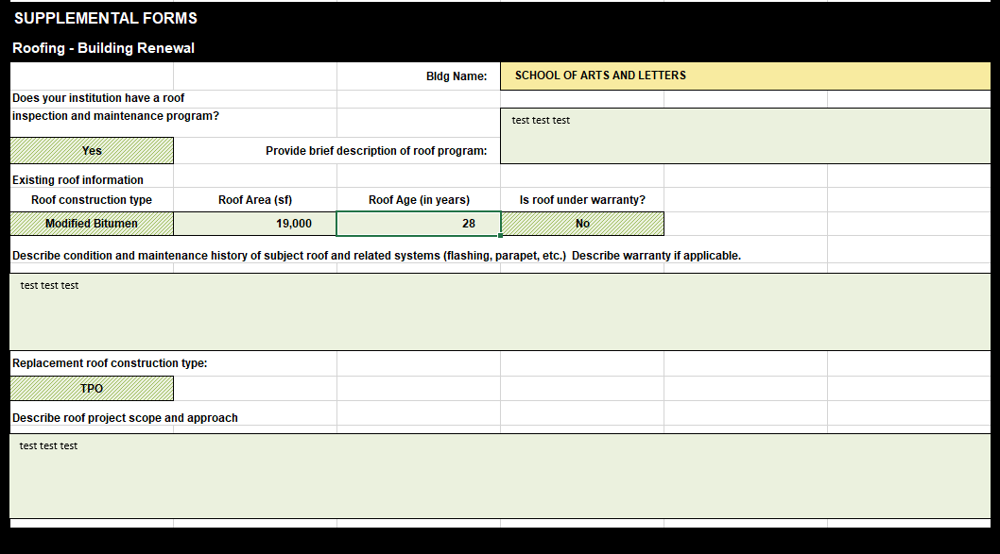 SUPPLEMENTAL FORMS
Roofing - Building Renewal
Bldg Name: SCHOOL OF ARTS AND LETTERS
Does your institution have a roof
inspection and maintenance program?
test test test
Yes Provide brief description of roof program:
Existing roof information
Roof construction type Roof Area (sf) Roof Age (in years) Is roof under warranty?
Modified Bitumen 19,000 28 No
Describe condition and maintenance history of subject roof and related systems (flashing, parapet, etc.) Describe warranty if applicable.
test test test
Replacement roof construction type:
TPO
Describe roof project scope and approach
test test test